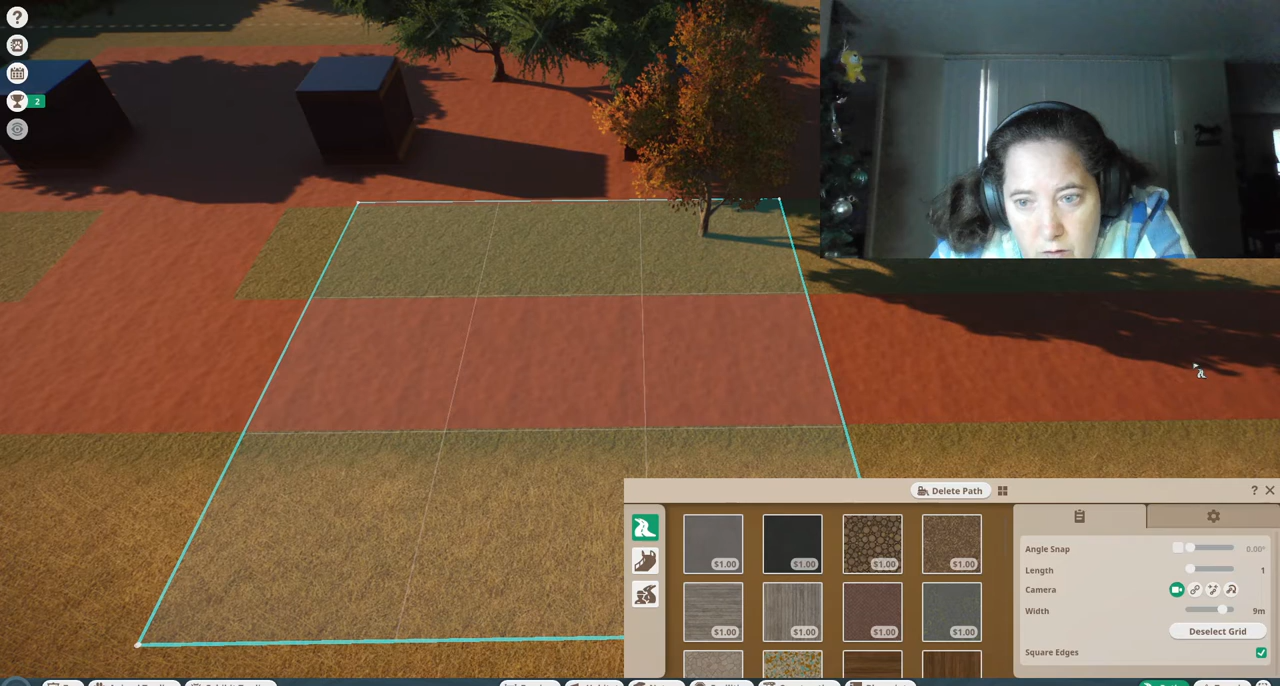 ?
2
Delete Path
?
$1.00 $1.00 $1.00 $1.00
$1.00 $1.00 $1.00 $1.00
Angle Snap 0.00°
Length 1
Camera
Width 9m
Deselect Grid
Square Edges